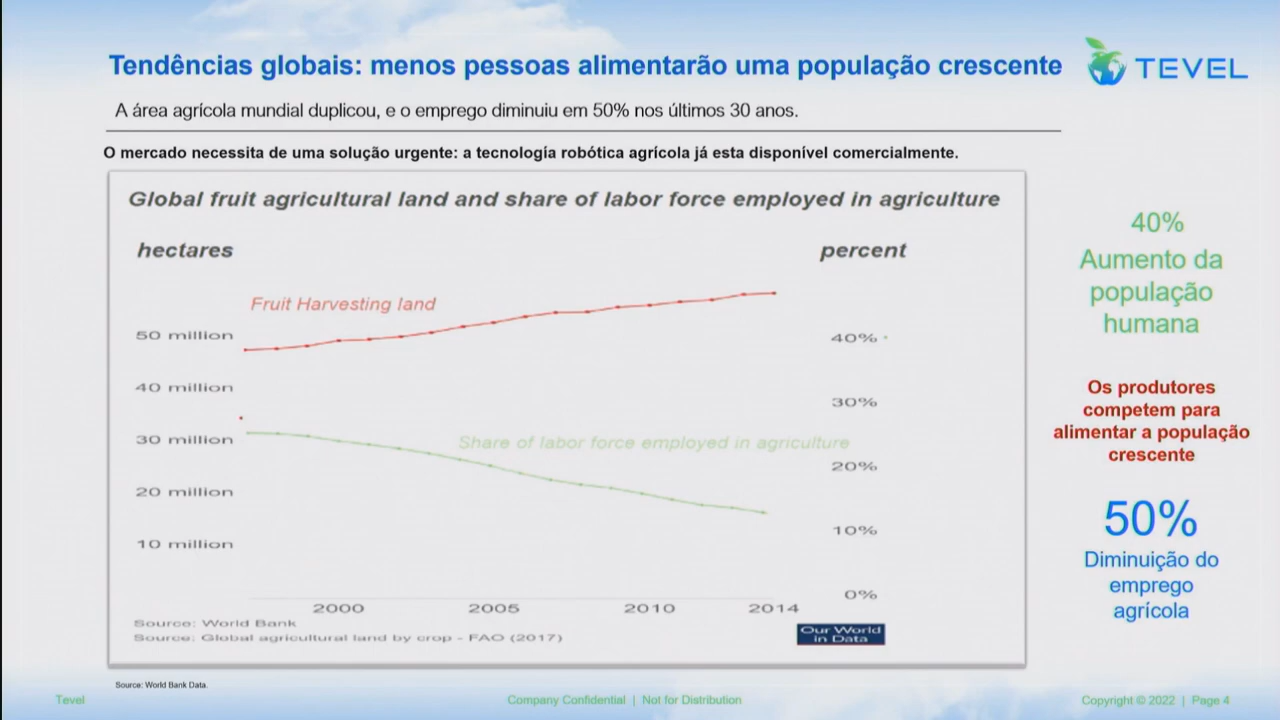 Tendências globais: menos pessoas alimentarão uma população crescente
TEVEL
A área agrícola mundial duplicou, e o emprego diminuiu em 50% nos últimos 30 anos.
O mercado necessita de uma solução urgente: a tecnología robótica agrícola já esta disponível comercialmente.
Global fruit agricultural land and share of labor force employed in agriculture
hectares
percent
Fruit Harvesting land
50 million
40 million
30 million
20 million
10 million
Share of labor force employed in agriculture
40%
30%
20%
10%
0%
2000 2005 2010 2014
Source: World Bank
Source: Global agricultural land by crop - FAO (2017)
Our World
in Data
40%
Aumento da
população
humana
Os produtores
competem para
alimentar a população
crescente
50%
Diminuição do
emprego
agrícola
Source: World Bank Data.
Tevel
Company Confidential | Not for Distribution
Copyright © 2022 | Page 4